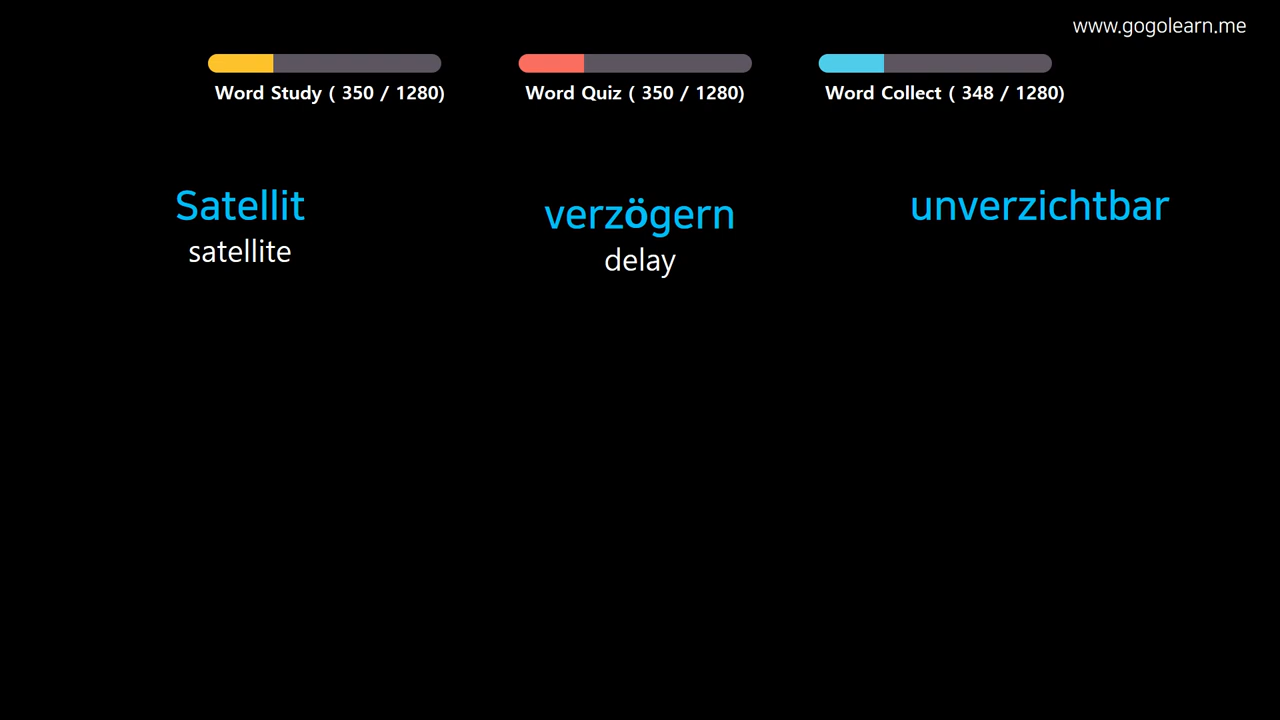 www.gogolearn.me
Word Study ( 350 / 1280)
Word Quiz ( 350 / 1280)
Word Collect ( 348 / 1280)
Satellit
satellite
verzögern
delay
unverzichtbar